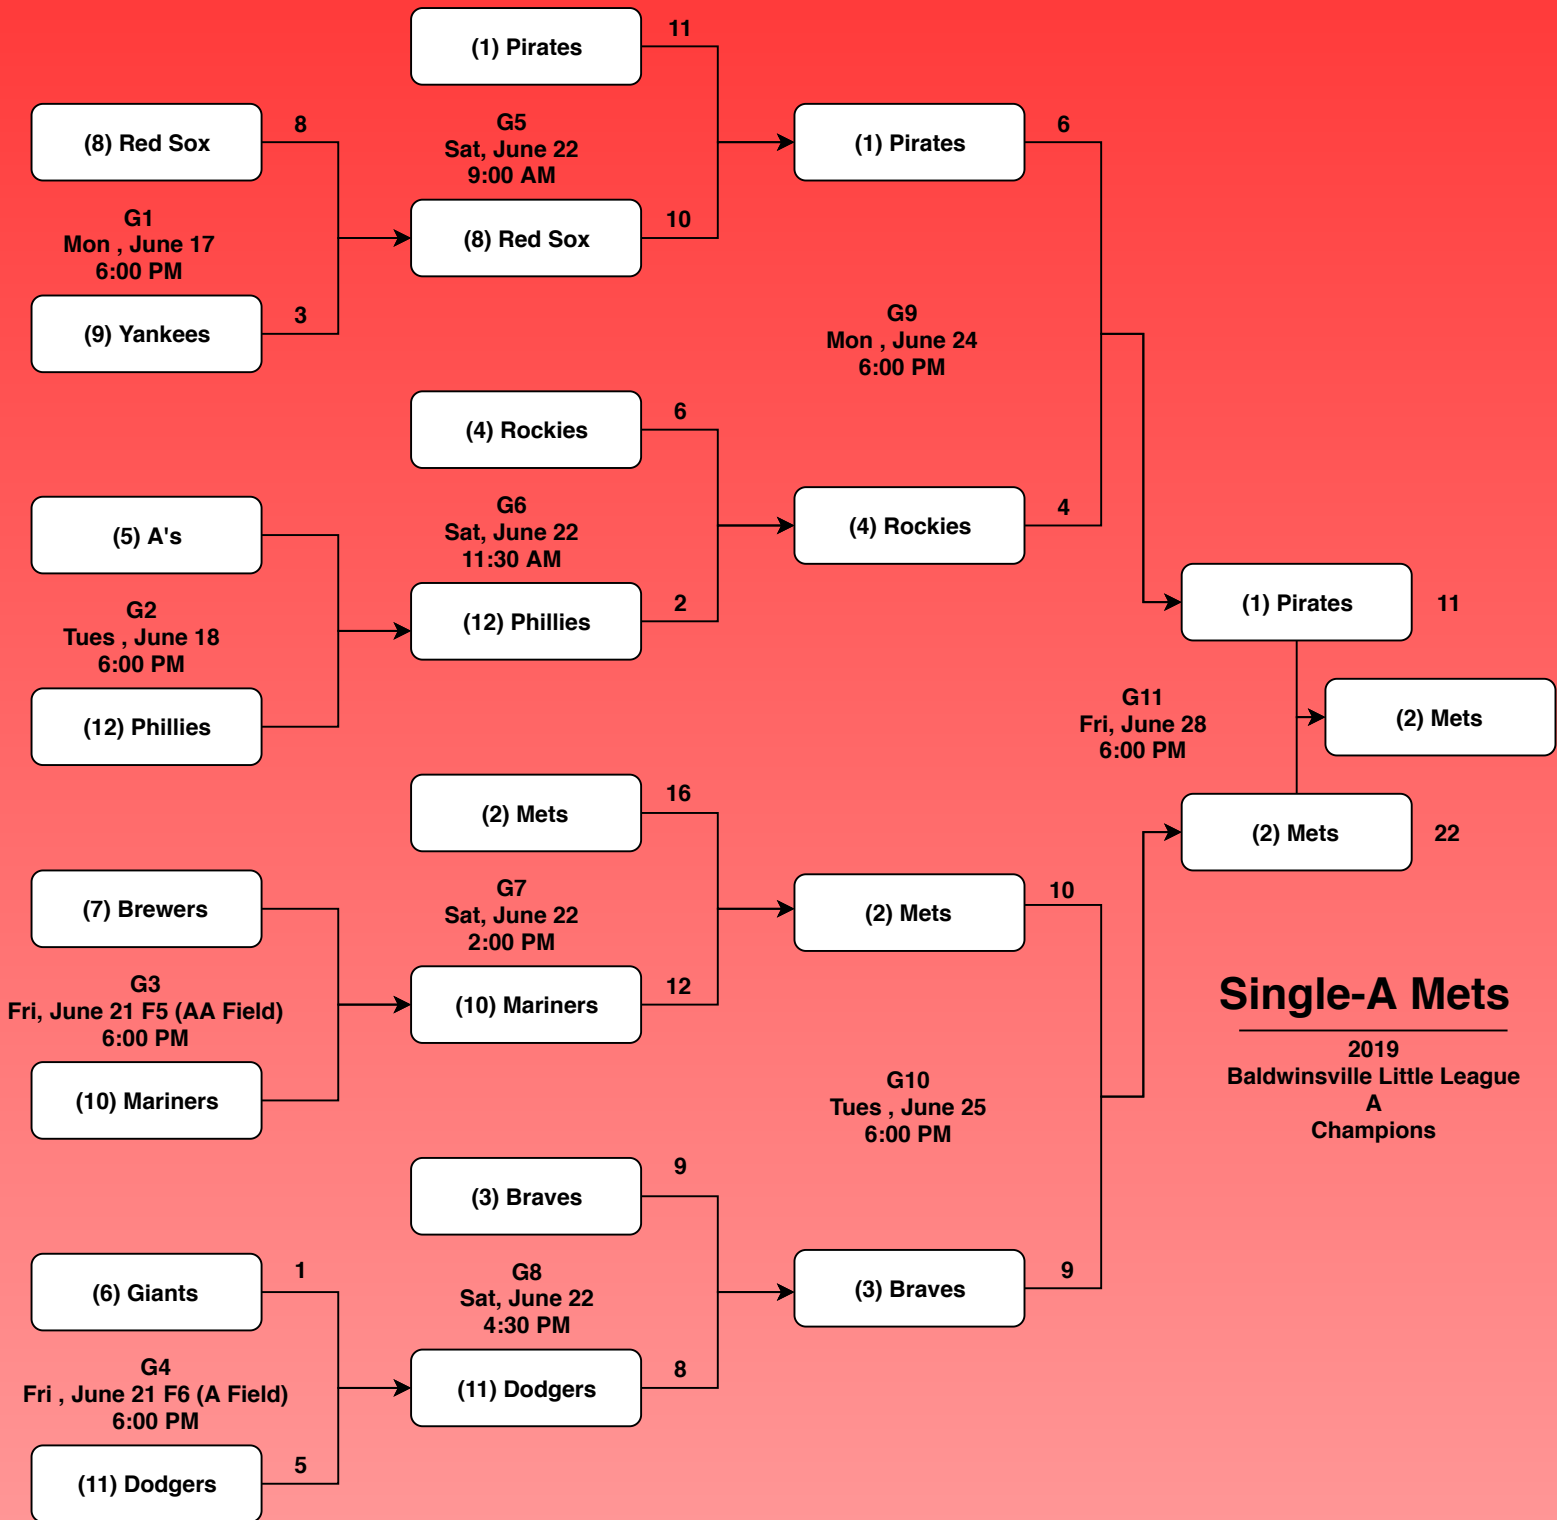 (1) Pirates
11
G5
Sat, June 22
9:00 AM
(8) Red Sox
10
(8) Red Sox
8
G1
Mon , June 17
6:00 PM
(9) Yankees
3
(1) Pirates
6
G9
Mon , June 24
6:00 PM
(4) Rockies
6
G6
Sat, June 22
11:30 AM
(12) Phillies
2
(4) Rockies
4
(5) A's
G2
Tues , June 18
6:00 PM
(12) Phillies
(1) Pirates
11
G11
Fri, June 28
6:00 PM
(2) Mets
(2) Mets
22
(2) Mets
16
G7
Sat, June 22
2:00 PM
(10) Mariners
12
(7) Brewers
G3
Fri, June 21 F5 (AA Field)
6:00 PM
(10) Mariners
(2) Mets
10
G10
Tues , June 25
6:00 PM
(3) Braves
9
(3) Braves
9
G8
Sat, June 22
4:30 PM
(11) Dodgers
8
(6) Giants
1
G4
Fri , June 21 F6 (A Field)
6:00 PM
(11) Dodgers
5
Single-A Mets
2019
Baldwinsville Little League
A
Champions